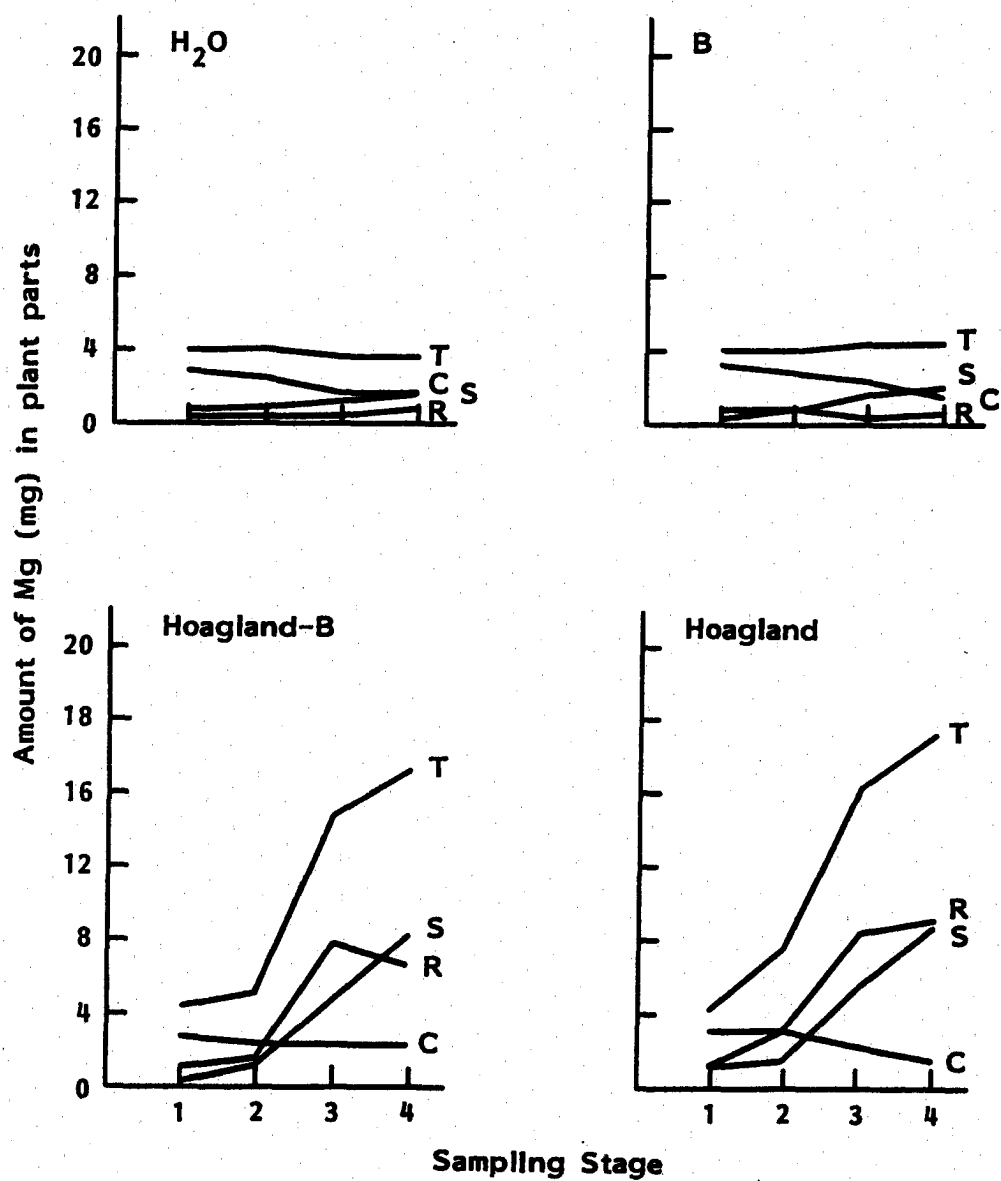 Amount of Mg (mg) in plant parts
H₂O
20
16
12
8
4
0
T
C
S
R
B
T
S
C
R
Hoagland-B
20
18
16
12
8
4
0
T
S
R
C
1 2 3 4
Hoagland
T
R
S
C
1 2 3 4
Sampling Stage